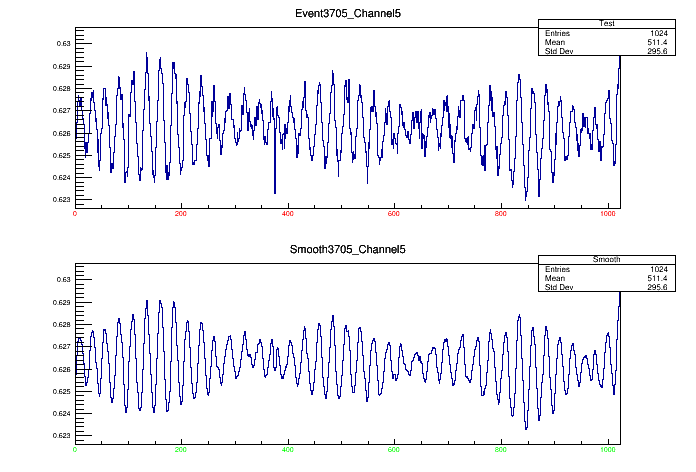 Event3705_Channel5
Test
Entries 1024
Mean 511.4
Std Dev 295.6
0.63
0.629
0.628
0.627
0.626
0.625
0.624
0.623
0 200 400 600 800 1000
Smooth3705_Channel5
Smooth
Entries 1024
Mean 511.4
Std Dev 295.6
0.63
0.629
0.628
0.627
0.626
0.625
0.624
0.623
0 200 400 600 800 1000